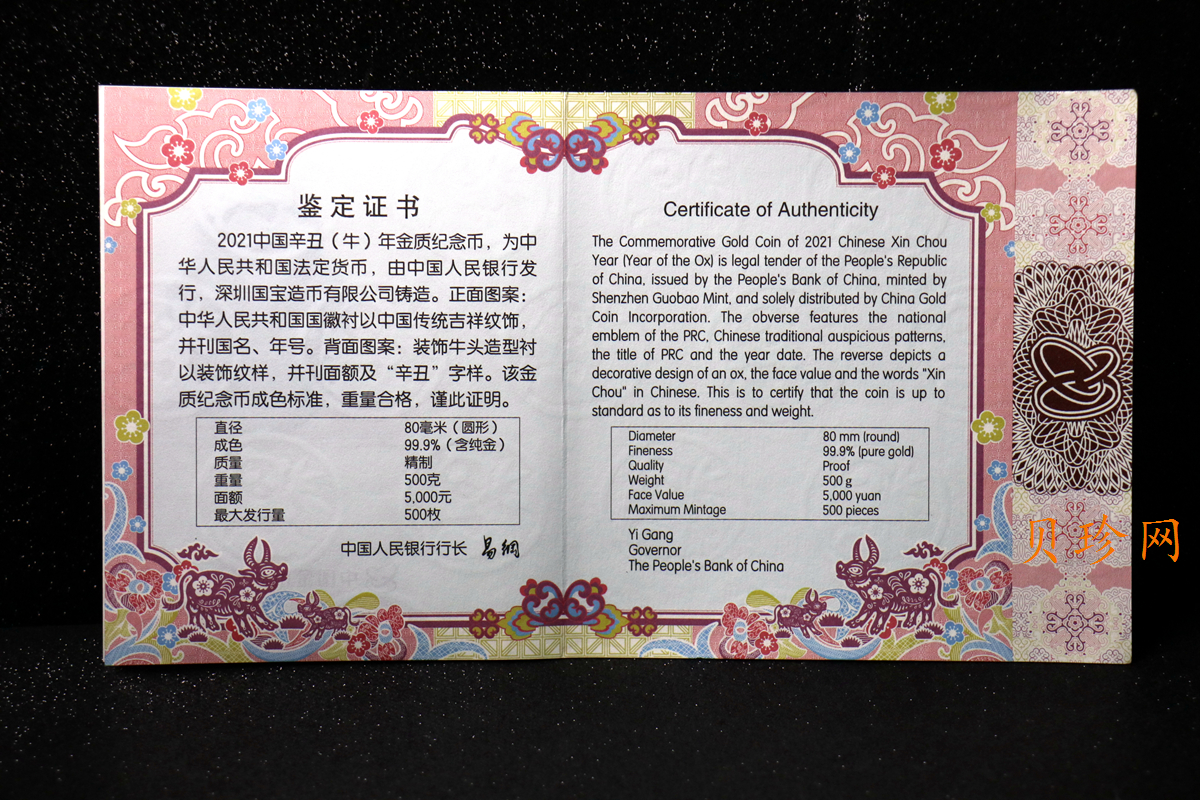 鉴定证书
2021中国辛丑（牛）年金质纪念币，为中
华人民共和国法定货币，由中国人民银行发
行，深圳国宝造币有限公司铸造。正面图案：
中华人民共和国国徽衬以中国传统吉祥纹饰，
并刊国名、年号。背面图案：装饰牛头造型衬
以装饰纹样，并刊面额及“辛丑”字样。该金
质纪念币成色标准，重量合格，谨此证明。
直径 80毫米（圆形）
成色 99.9%（含纯金）
质量 精制
重量 500克
面额 5,000元
最大发行量 500枚
中国人民银行行长 易纲
Certificate of Authenticity
The Commemorative Gold Coin of 2021 Chinese Xin Chou
Year (Year of the Ox) is legal tender of the People's Republic
of China, issued by the People's Bank of China, minted by
Shenzhen Guobao Mint, and solely distributed by China Gold
Coin Incorporation. The obverse features the national
emblem of the PRC, Chinese traditional auspicious patterns,
the title of PRC and the year date. The reverse depicts a
decorative design of an ox, the face value and the words "Xin
Chou" in Chinese. This is to certify that the coin is up to
standard as to its fineness and weight.
Diameter 80 mm (round)
Fineness 99.9% (pure gold)
Quality Proof
Weight 500 g
Face Value 5,000 yuan
Maximum Mintage 500 pieces
Yi Gang
Governor
The People's Bank of China
贝珍网